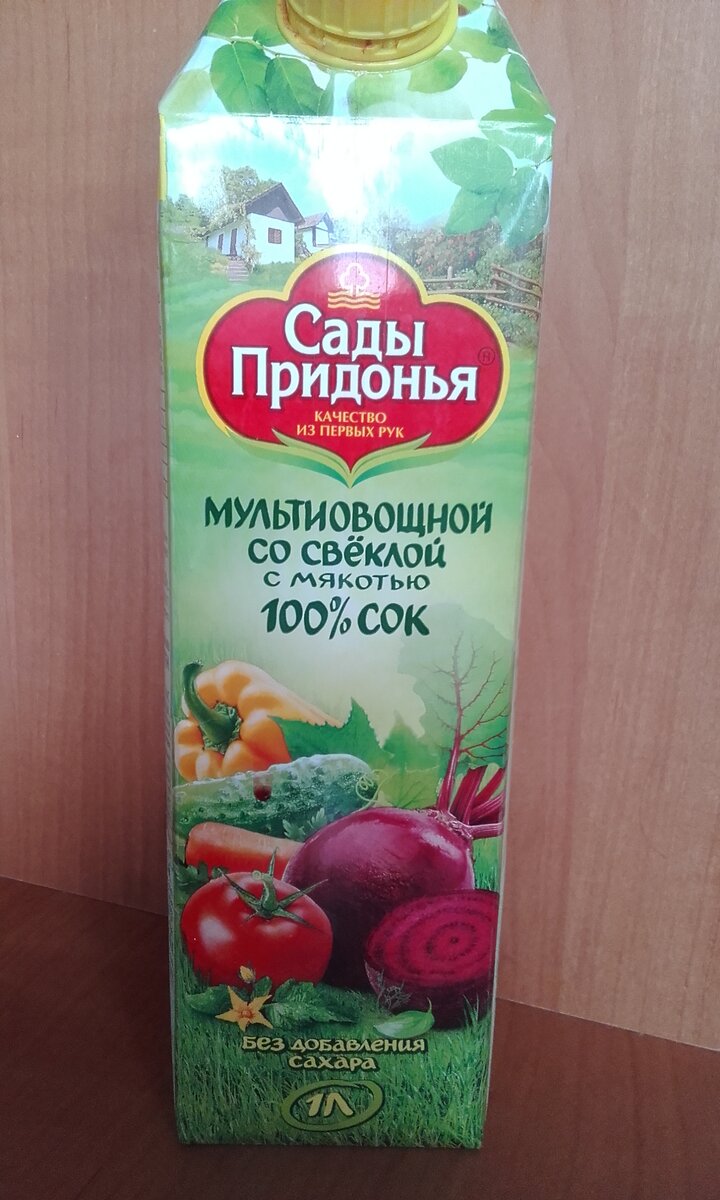 Сады
Придонья
КАЧЕСТВО
ИЗ ПЕРВЫХ РУК
МУЛЬТИОВОЩНОЙ
СО СВЁКЛОЙ
С МЯКОТЬЮ
100% СОК
БЕЗ ДОБАВЛЕНИЯ
САХАРА
1Л